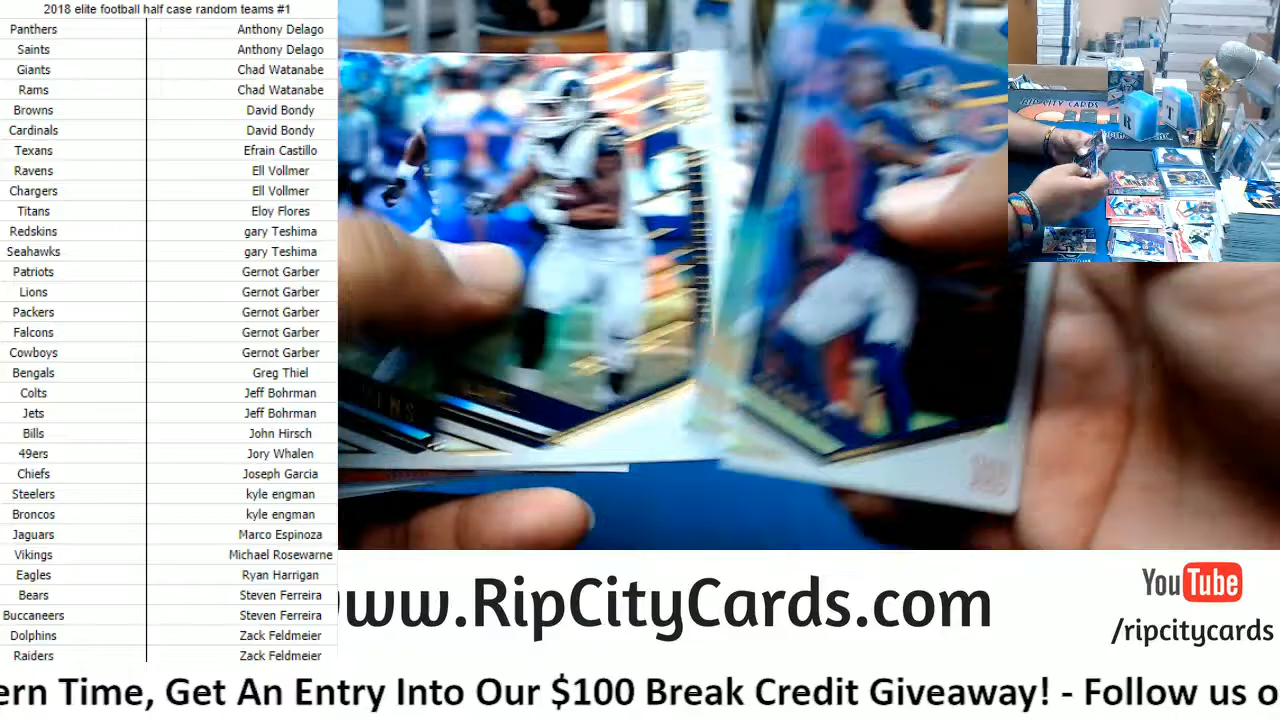 2018 elite football half case random teams #1
Panthers Anthony Delago
Saints Anthony Delago
Giants Chad Watanabe
Rams Chad Watanabe
Browns David Bondy
Cardinals David Bondy
Texans Efrain Castillo
Ravens Ell Vollmer
Chargers Ell Vollmer
Titans Eloy Flores
Redskins gary Teshima
Seahawks gary Teshima
Patriots Gernot Garber
Lions Gernot Garber
Packers Gernot Garber
Falcons Gernot Garber
Cowboys Gernot Garber
Bengals Greg Thiel
Colts Jeff Bohrman
Jets Jeff Bohrman
Bills John Hirsch
49ers Jory Whalen
Chiefs Joseph Garcia
Steelers kyle engman
Broncos kyle engman
Jaguars Marco Espinoza
Vikings Michael Rosewarne
Eagles Ryan Harrigan
Bears Steven Ferreira
Buccaneers Steven Ferreira
Dolphins Zack Feldmeier
Raiders Zack Feldmeier
RIP CITY CARDS
R T
ww.RipCityCards.com
YouTube
/ripcitycards
ern Time, Get An Entry Into Our $100 Break Credit Giveaway! - Follow us o